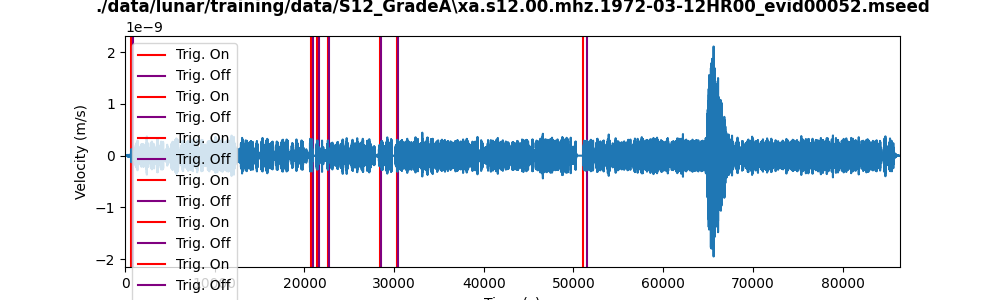 ./data/lunar/training/data/S12_GradeA\xa.s12.00.mhz.1972-03-12HR00_evid00052.mseed
1e−9
2
1
0
−1
−2
Velocity (m/s)
Trig. On
Trig. Off
Trig. On
Trig. Off
Trig. On
Trig. Off
Trig. On
Trig. Off
Trig. On
Trig. Off
Trig. On
Trig. Off
0 10000 20000 30000 40000 50000 60000 70000 80000